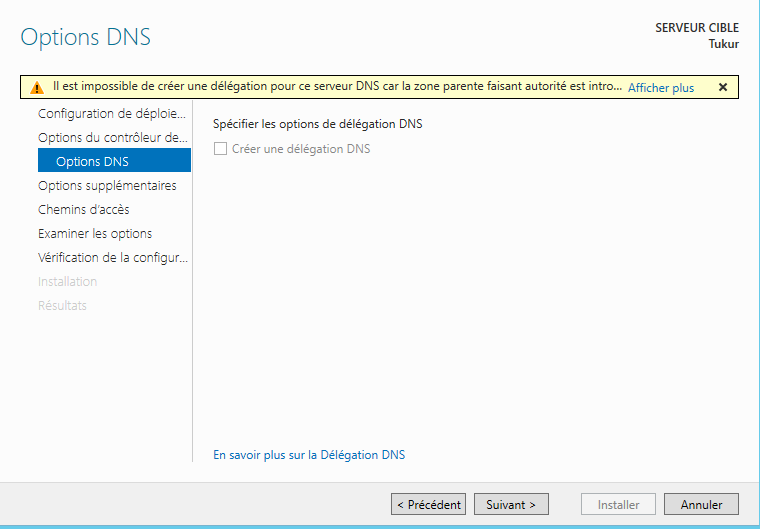 Options DNS
SERVEUR CIBLE
Tukur
Il est impossible de créer une délégation pour ce serveur DNS car la zone parente faisant autorité est intro... Afficher plus
Configuration de déploie...
Options du contrôleur de...
Options DNS
Options supplémentaires
Chemins d'accès
Examiner les options
Vérification de la configur...
Installation
Résultats
Spécifier les options de délégation DNS
Créer une délégation DNS
En savoir plus sur la Délégation DNS
< Précédent Suivant > Installer Annuler